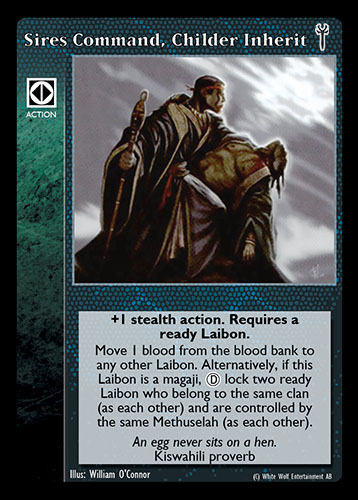 Sires Command, Childer Inherit
ACTION
+1 stealth action. Requires a
ready Laibon.
Move 1 blood from the blood bank to
any other Laibon. Alternatively, if this
Laibon is a magaji, Ⓓ lock two ready
Laibon who belong to the same clan
(as each other) and are controlled by
the same Methuselah (as each other).
An egg never sits on a hen.
Kiswahili proverb
Illus: William O'Connor
(C) White Wolf Entertainment AB